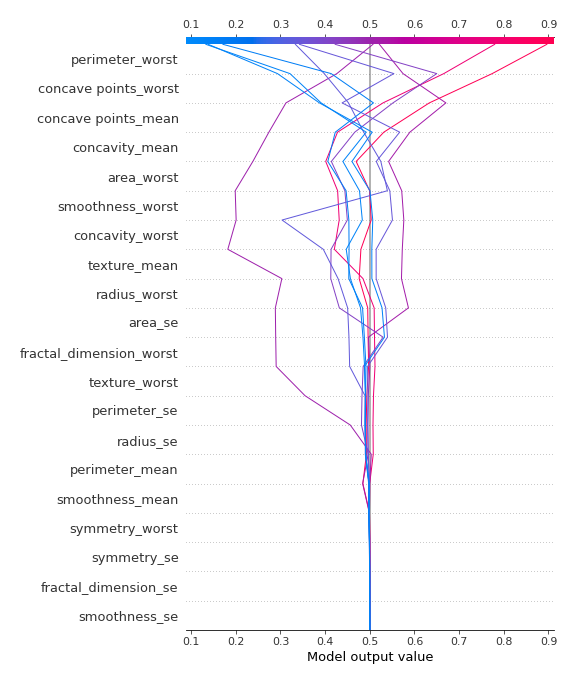 0.1 0.2 0.3 0.4 0.5 0.6 0.7 0.8 0.9
perimeter_worst
concave points_worst
concave points_mean
concavity_mean
area_worst
smoothness_worst
concavity_worst
texture_mean
radius_worst
area_se
fractal_dimension_worst
texture_worst
perimeter_se
radius_se
perimeter_mean
smoothness_mean
symmetry_worst
symmetry_se
fractal_dimension_se
smoothness_se
0.1 0.2 0.3 0.4 0.5 0.6 0.7 0.8 0.9
Model output value